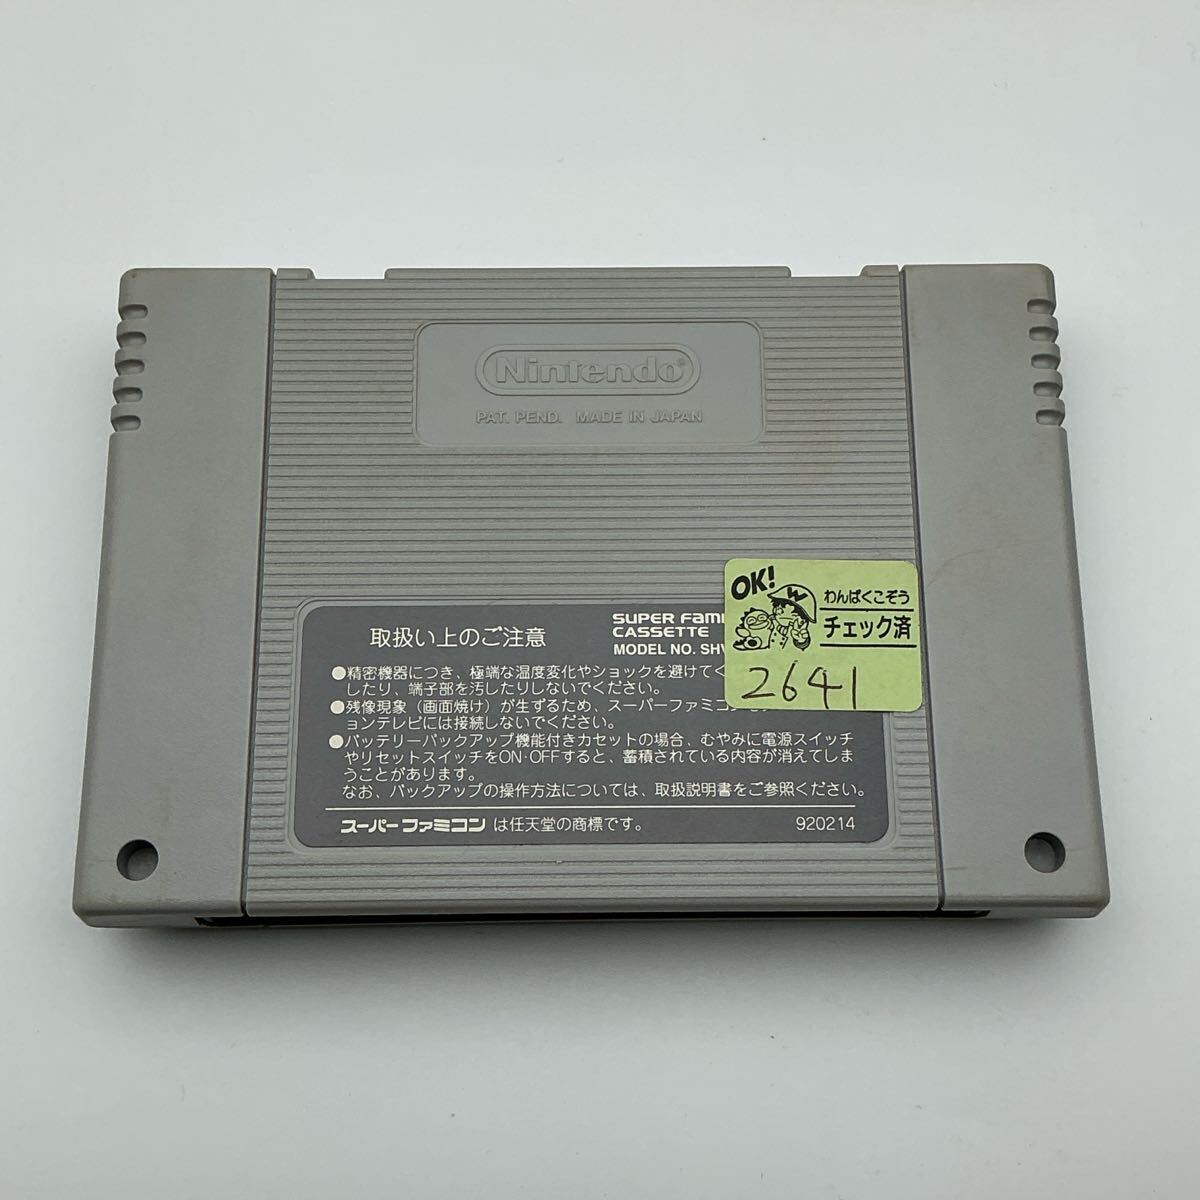 Nintendo
PAT. PEND. MADE IN JAPAN
OK!
わんぱくこぞう
チェック済
2641
取扱い上のご注意
SUPER
CASSETTE
MODEL NO.
●精密機器につき、極端な温度変化やショックを避けて
したり、端子部を汚したりしないでください。
●残像現象（画面焼け）が生ずるため、スーパーファミコン
ョンテレビには接続しないでください。
●バッテリーバックアップ機能付きカセットの場合、むやみに電源スイッチ
やリセットスイッチをON·OFFすると、蓄積されている内容が消えてしま
うことがあります。
なお、バックアップの操作方法については、取扱説明書をご参照ください。
スーパーファミコン は任天堂の商標です。
920214